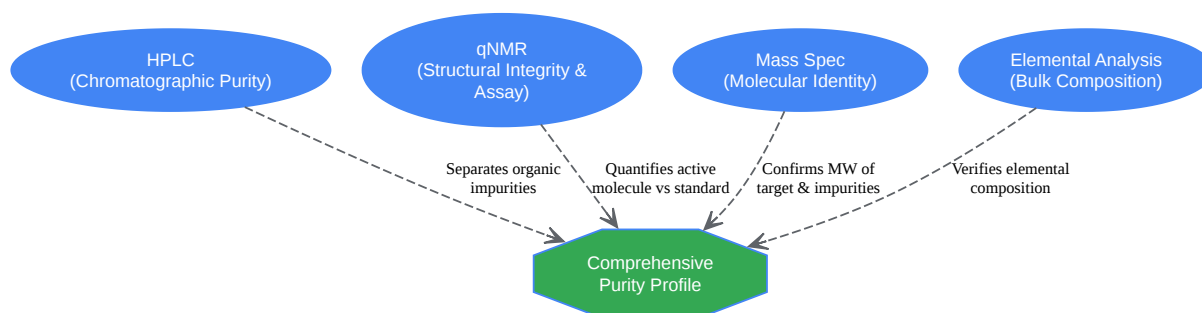 HPLC
(Chromatographic Purity)
qNMR
(Structural Integrity &
Assay)
Mass Spec
(Molecular Identity)
Elemental Analysis
(Bulk Composition)
Separates organic
impurities
Quantifies active
molecule vs standard
Confirms MW of
target & impurities
Verifies elemental
composition
Comprehensive
Purity Profile